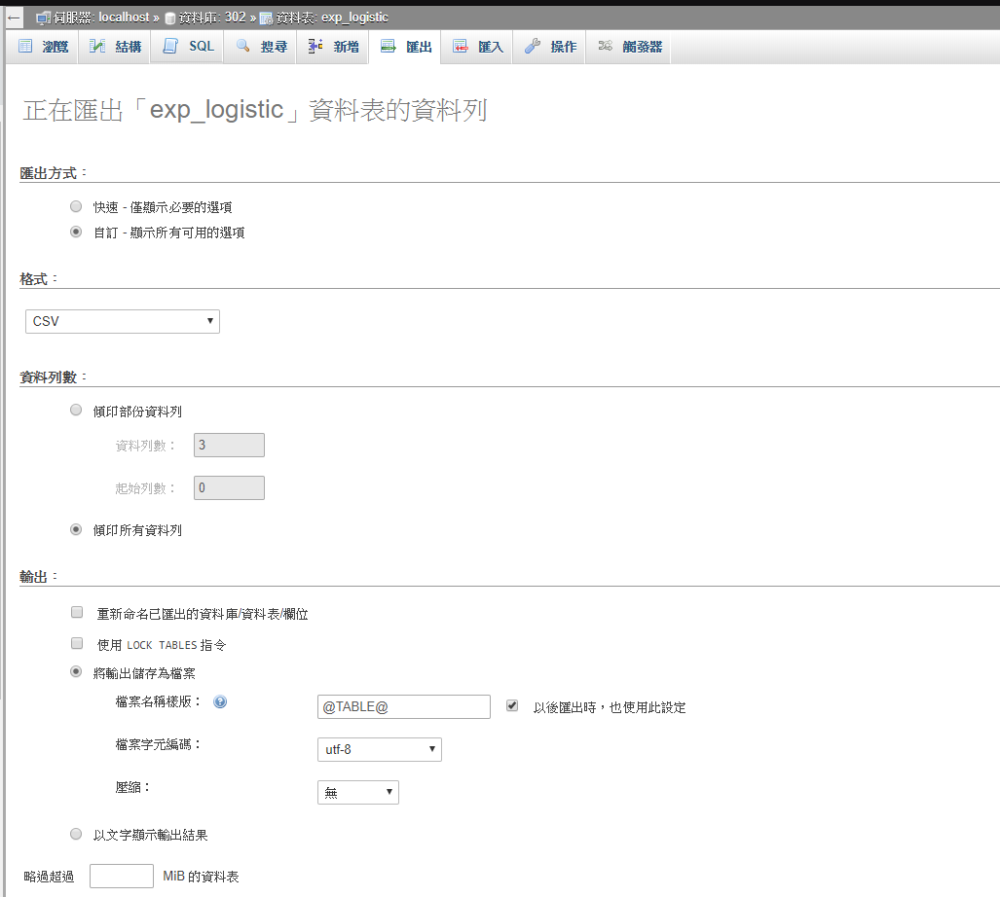 ← 伺服器: localhost » 資料庫: 302 » 資料表: exp_logistic
瀏覽 結構 SQL 搜尋 新增 匯出 匯入 操作 觸發器
正在匯出「exp_logistic」資料表的資料列
匯出方式：
快速 - 僅顯示必要的選項
自訂 - 顯示所有可用的選項
格式：
CSV
資料列數：
傾印部份資料列
資料列數： 3
起始列數： 0
傾印所有資料列
輸出：
重新命名已匯出的資料庫/資料表/欄位
使用 LOCK TABLES 指令
將輸出儲存為檔案
檔案名稱樣版： @TABLE@ 以後匯出時，也使用此設定
檔案字元編碼： utf-8
壓縮： 無
以文字顯示輸出結果
略過超過 MiB 的資料表